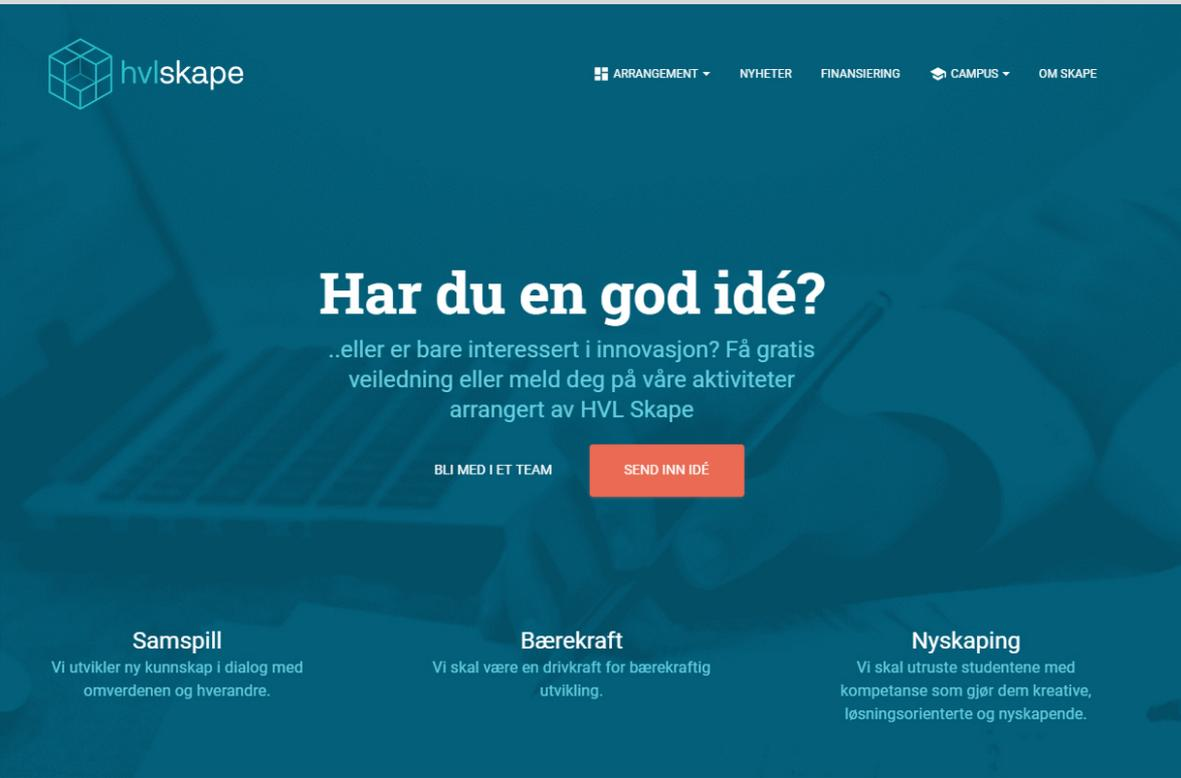 hvlskape
ARRANGEMENT
NYHETER
FINANSIERING
CAMPUS
OM SKAPE
Har du en god idé?
..eller er bare interessert i innovasjon? Få gratis
veiledning eller meld deg på våre aktiviteter
arrangert av HVL Skape
BLI MED I ET TEAM
SEND INN IDÉ
Samspill
Vi utvikler ny kunnskap i dialog med
omverdenen og hverandre.
Bærekraft
Vi skal være en drivkraft for bærekraftig
utvikling.
Nyskaping
Vi skal utruste studentene med
kompetanse som gjør dem kreative,
løsningsorienterte og nyskapende.